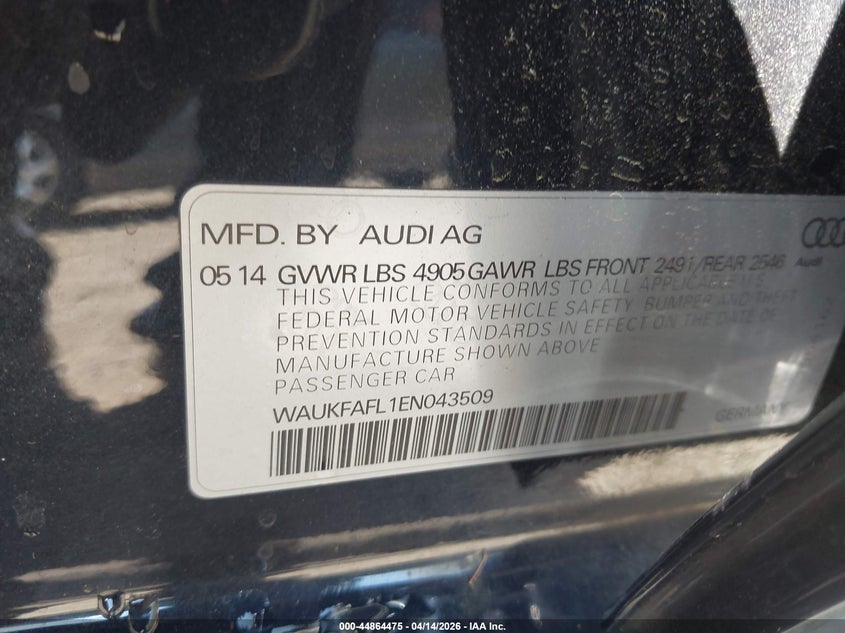 MFD. BY AUDI AG
05 14 GVWR LBS 4905 GAWR LBS FRONT 2491/REAR 2546
Audi
THIS VEHICLE CONFORMS TO ALL APPLICABLE U.S.
FEDERAL MOTOR VEHICLE SAFETY BUMPER AND THEFT
PREVENTION STANDARDS IN EFFECT ON THE DATE OF
MANUFACTURE SHOWN ABOVE
PASSENGER CAR
WAUKFAFL1EN043509
GERMANY
000-44864475 - 04/14/2026 - IAA Inc.